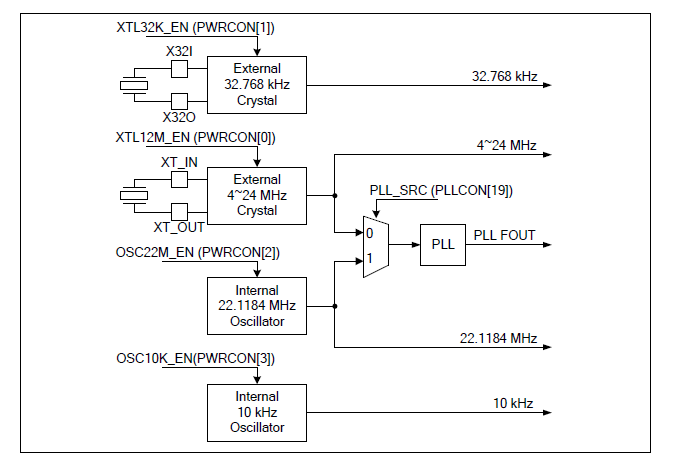 XTL32K_EN (PWRCON[1])
X32I
External
32.768 kHz
Crystal
32.768 kHz
X32O
XTL12M_EN (PWRCON[0])
4~24 MHz
XT_IN
External
4~24 MHz
Crystal
PLL_SRC (PLLCON[19])
XT_OUT
0
PLL
PLL FOUT
OSC22M_EN (PWRCON[2])
1
Internal
22.1184 MHz
Oscillator
22.1184 MHz
OSC10K_EN(PWRCON[3])
Internal
10 kHz
Oscillator
10 kHz